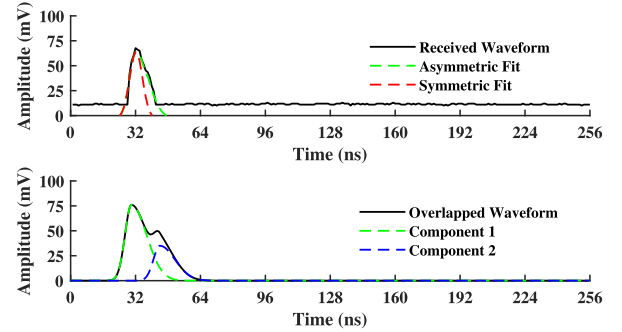 100
75
50
25
0
Amplitude (mV)
Received Waveform
Asymmetric Fit
Symmetric Fit
0 32 64 96 128 160 192 224 256
Time (ns)
100
75
50
25
0
Amplitude (mV)
Overlapped Waveform
Component 1
Component 2
0 32 64 96 128 160 192 224 256
Time (ns)